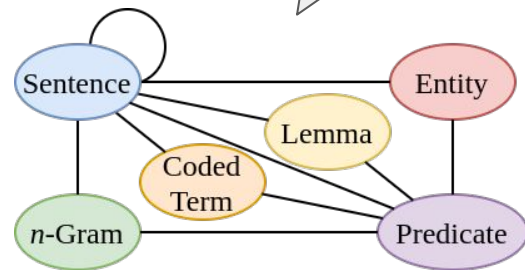 Sentence
Entity
Lemma
Coded
Term
n-Gram
Predicate